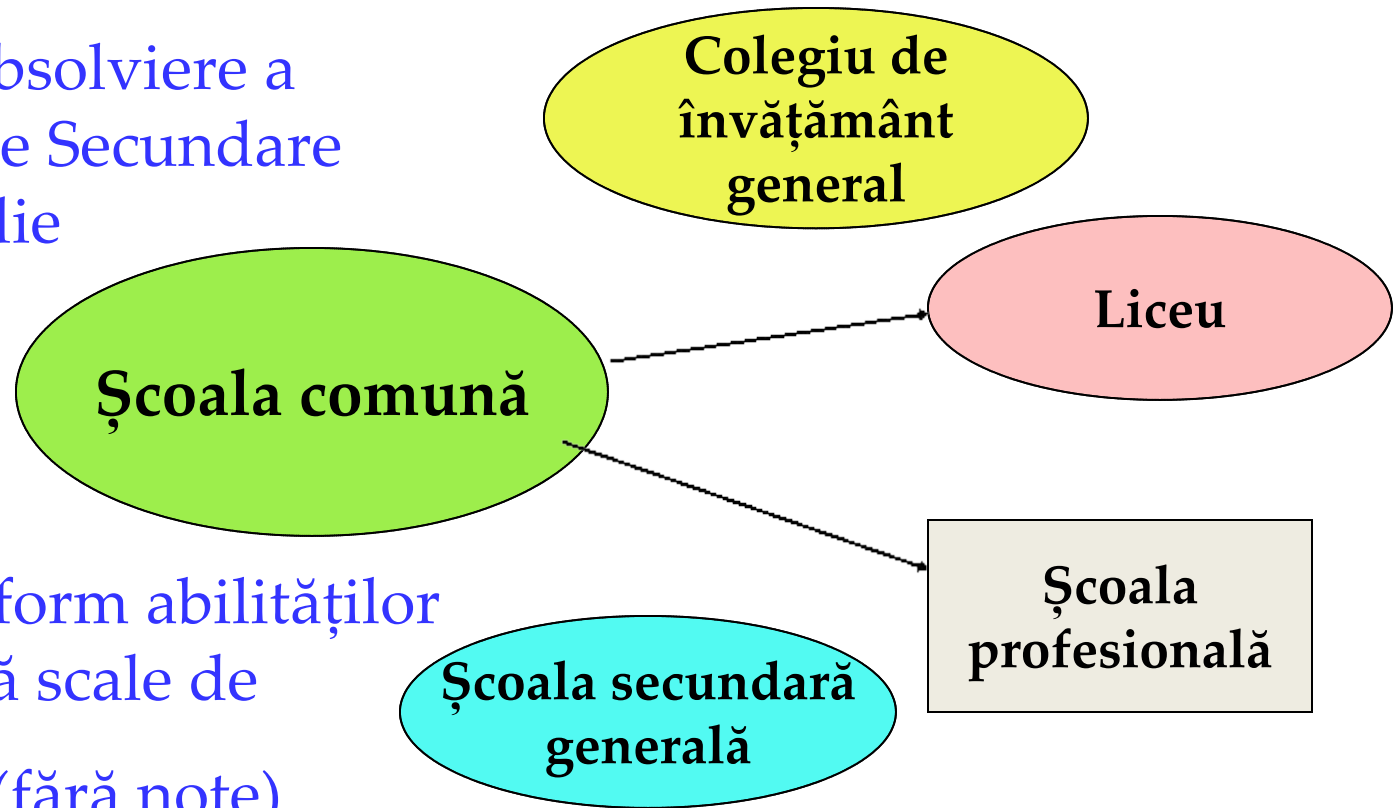 bsolviere a
e Secundare
lie
Colegiu de
învățământ
general
Liceu
Școala comună
form abilităților
ă scale de
(fără note)
Școala
profesională
Școala secundară
generală